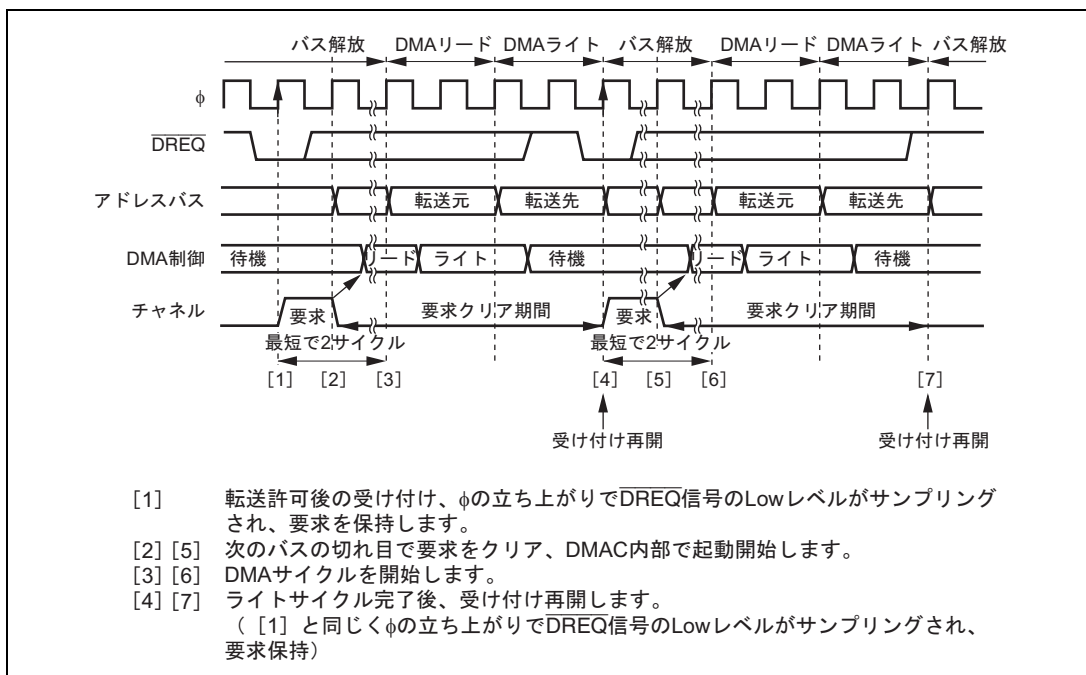 バス解放 DMAリード DMAライト バス解放 DMAリード DMAライト バス解放
φ
DREQ
アドレスバス 転送元 転送先 転送元 転送先
DMA制御 待機 リード ライト 待機 リード ライト 待機
チャネル 要求 要求クリア期間 要求 要求クリア期間
最短で2サイクル 最短で2サイクル
[1] [2] [3] [4] [5] [6] [7]
受け付け再開 受け付け再開
[1] 転送許可後の受け付け、φの立ち上がりでDREQ信号のLowレベルがサンプリング
され、要求を保持します。
[2] [5] 次のバスの切れ目で要求をクリア、DMAC内部で起動開始します。
[3] [6] DMAサイクルを開始します。
[4] [7] ライトサイクル完了後、受け付け再開します。
（ [1] と同じくφの立ち上がりでDREQ信号のLowレベルがサンプリングされ、
要求保持）